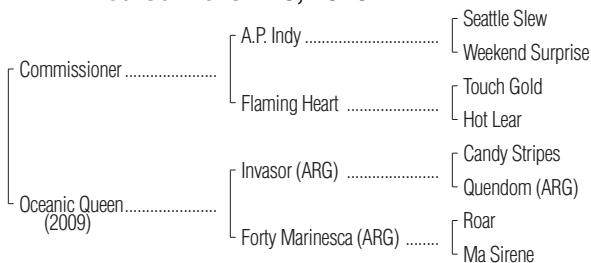 Seattle Slew
A.P. Indy ..................................
Weekend Surprise
Commissioner .......................
Touch Gold
Flaming Heart .......................
Hot Lear
Candy Stripes
Invasor (ARG) .........................
Quendom (ARG)
Oceanic Queen.......................
(2009)
Roar
Forty Marinesca (ARG) ........
Ma Sirene